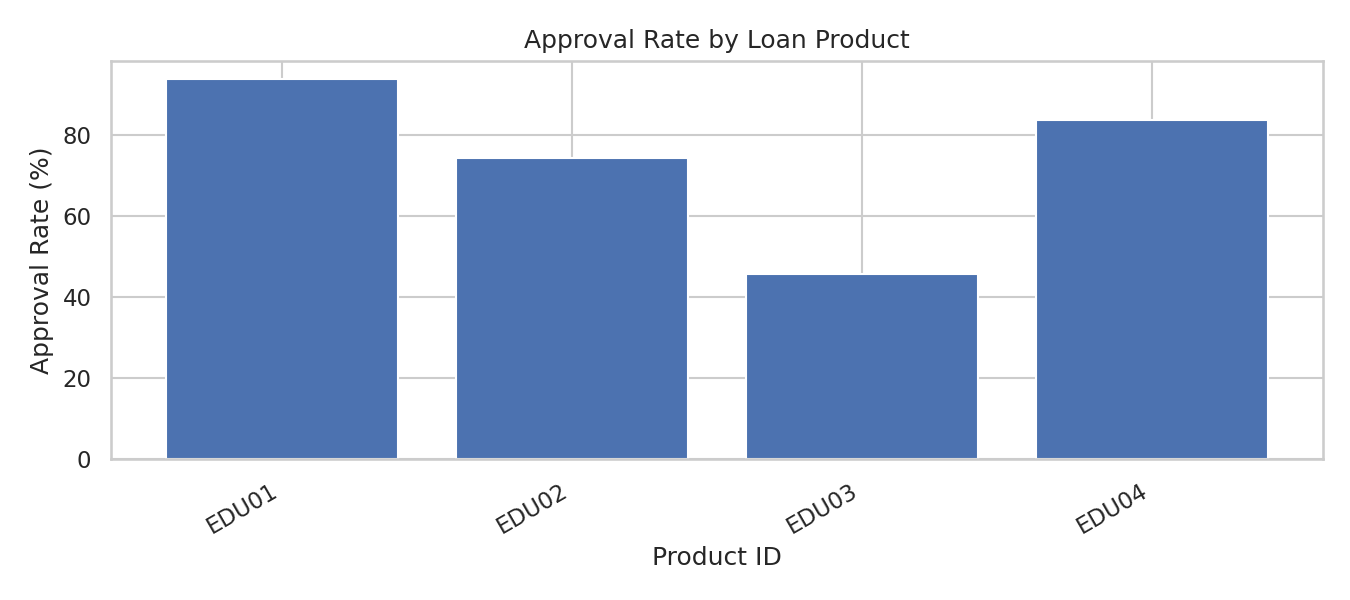 Approval Rate by Loan Product
Approval Rate (%)
80
60
40
20
0
EDU01
EDU02
EDU03
EDU04
Product ID